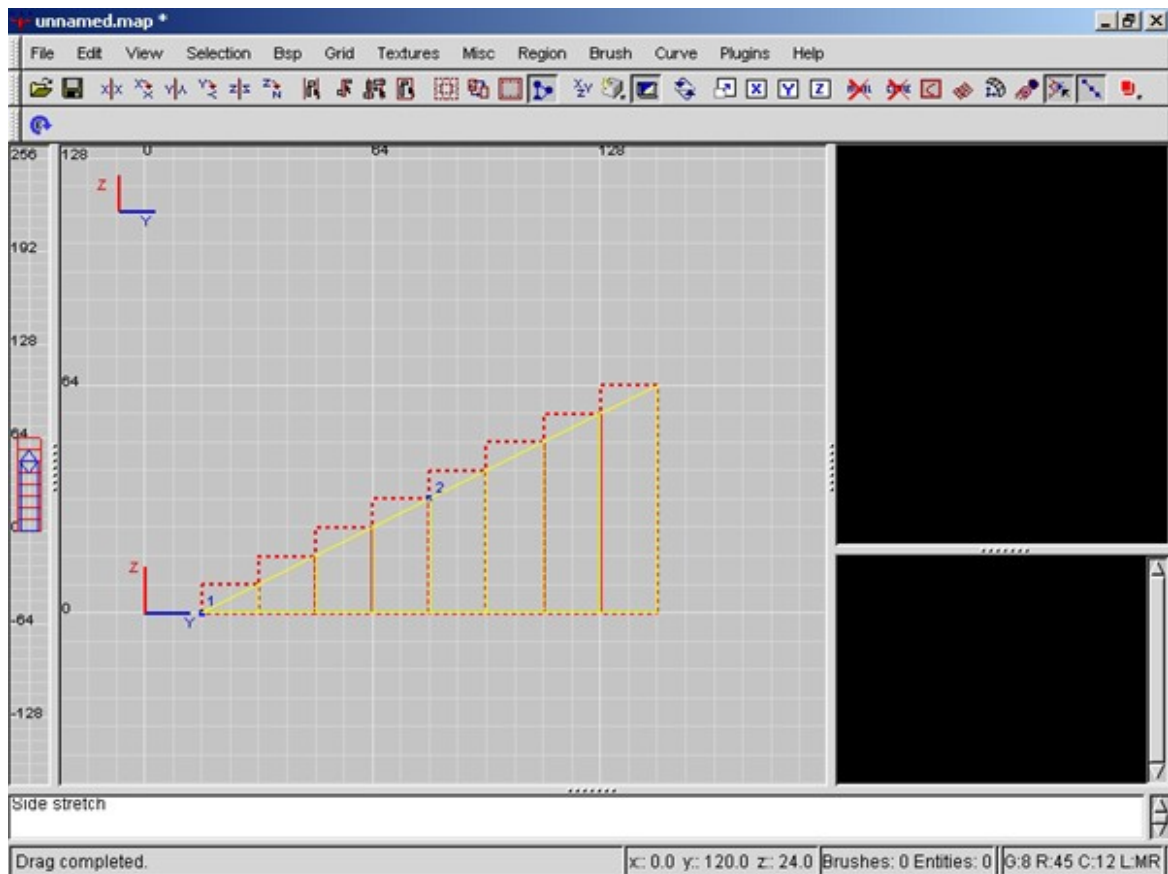 unnamed.map *
File Edit View Selection Bsp Grid Textures Misc Region Brush Curve Plugins Help
X Y Z
256 128 0 64 128
Z
Y
192
128
64
64
2
0
Z
1
0
Y
-64
-128
Side stretch
Drag completed.
x:: 0.0 y:: 120.0 z:: 24.0 Brushes: 0 Entities: 0 G:8 R:45 C:12 L:MR